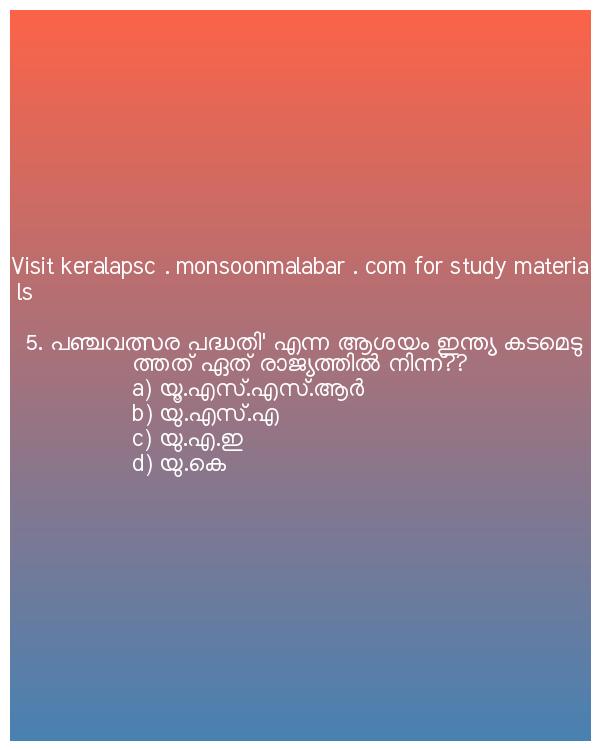 Visit keralapsc . monsoonmalabar . com for study materia
ls
5. പഞ്ചവത്സര പദ്ധതി' എന്ന ആശയം ഇന്ത്യ കടമെടു
ത്തത് ഏത് രാജ്യത്തിൽ നിന്ന്??
a) യൂ.എസ്.എസ്.ആർ
b) യു.എസ്.എ
c) യു.എ.ഇ
d) യു.കെ